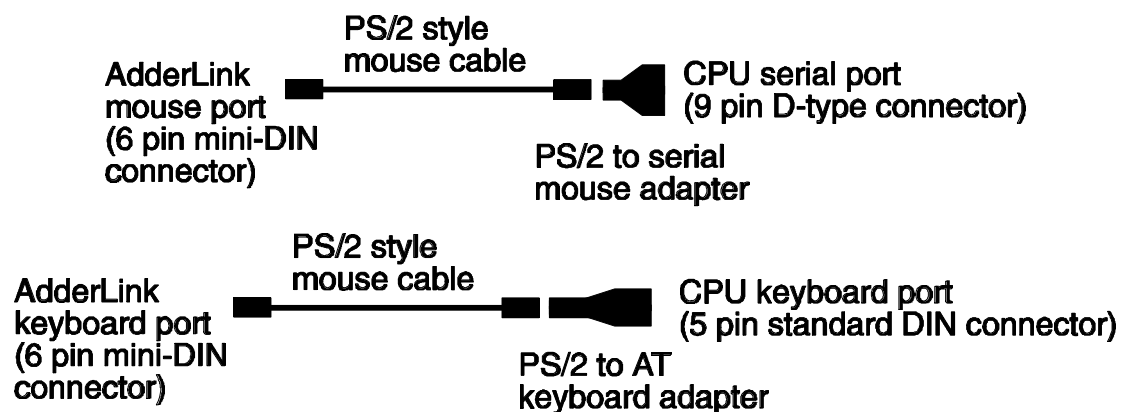 PS/2 style
mouse cable
AdderLink
mouse port
(6 pin mini-DIN
connector)
CPU serial port
(9 pin D-type connector)
PS/2 to serial
mouse adapter
PS/2 style
mouse cable
AdderLink
keyboard port
(6 pin mini-DIN
connector)
CPU keyboard port
(5 pin standard DIN connector)
PS/2 to AT
keyboard adapter